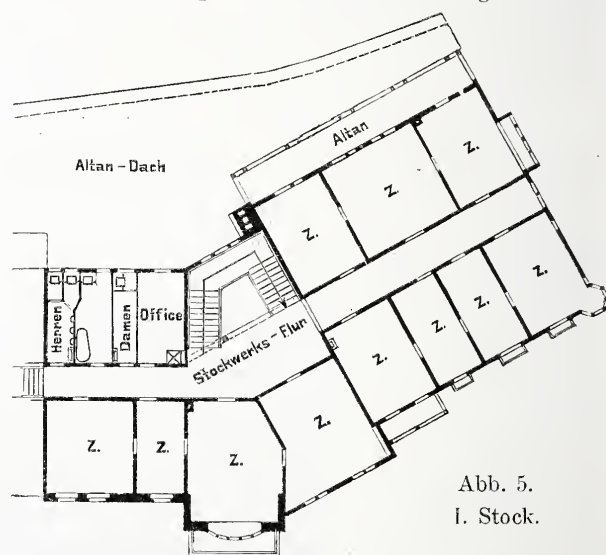 Altan
Altan-Dach
Z.
Z.
Z.
Z.
Herren
Damen
Office
Stockwerks-Flur
Z.
Z.
Z.
Z.
Z.
Z.
Z.
Abb. 5.
I. Stock.